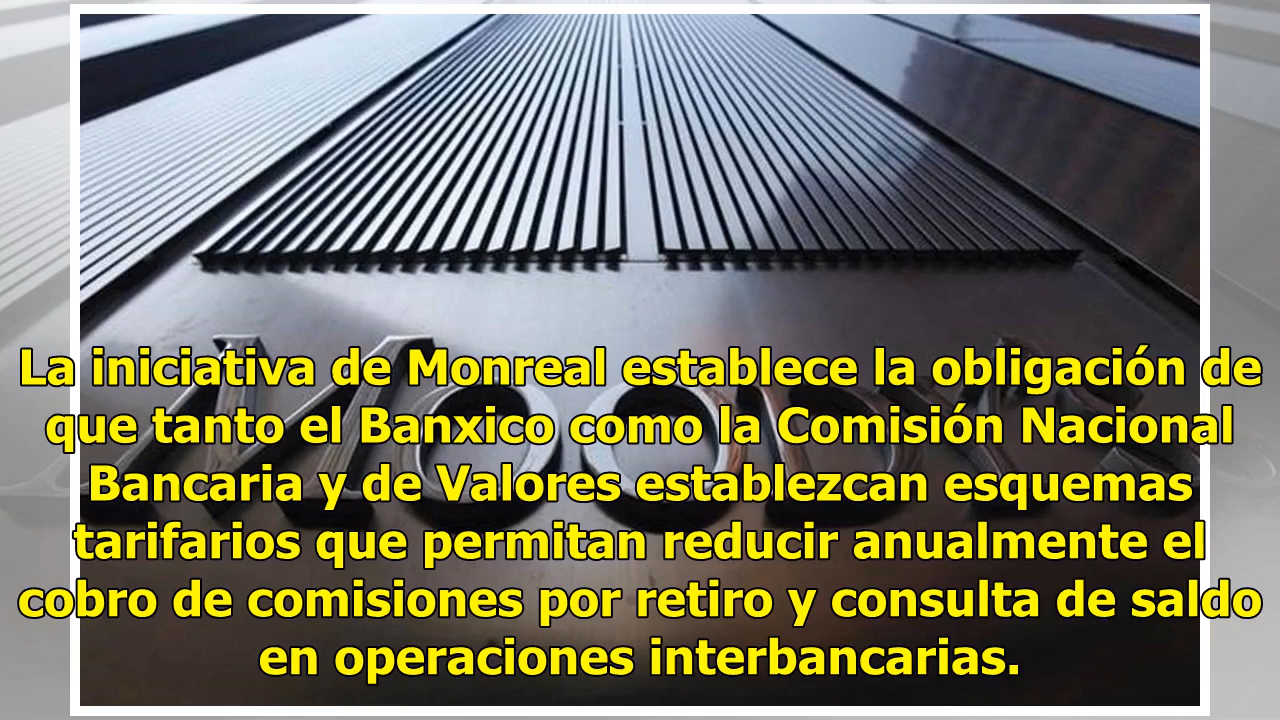 La iniciativa de Monreal establece la obligación de
que tanto el Banxico como la Comisión Nacional
Bancaria y de Valores establezcan esquemas
tarifarios que permitan reducir anualmente el
cobro de comisiones por retiro y consulta de saldo
en operaciones interbancarias.
MOODY'S